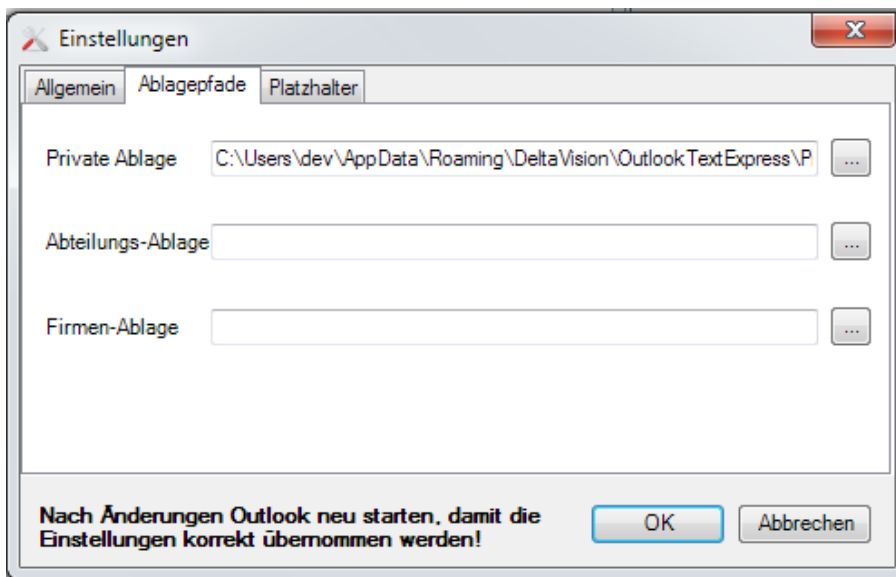 Einstellungen
Allgemein Ablagepfade Platzhalter
Private Ablage C:\Users\dev\AppData\Roaming\DeltaVision\OutlookTextExpress\P ...
Abteilungs-Ablage ...
Firmen-Ablage ...
Nach Änderungen Outlook neu starten, damit die
Einstellungen korrekt übernommen werden!
OK Abbrechen